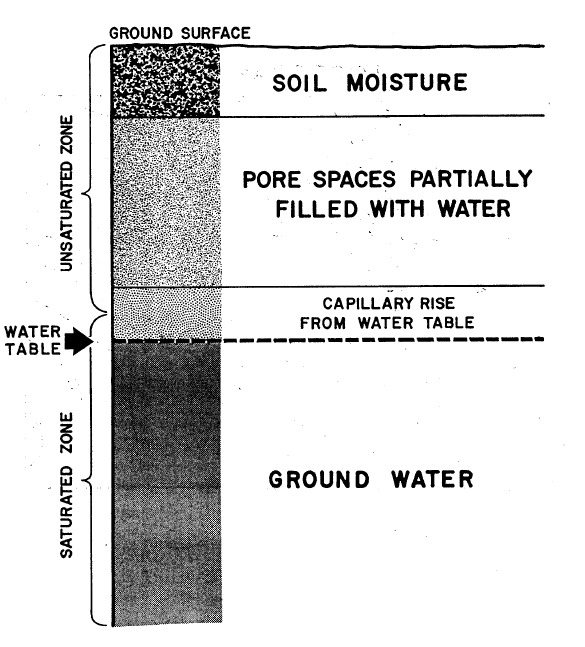 GROUND SURFACE
SOIL MOISTURE
UNSATURATED ZONE
PORE SPACES PARTIALLY
FILLED WITH WATER
CAPILLARY RISE
FROM WATER TABLE
WATER
TABLE
SATURATED ZONE
GROUND WATER